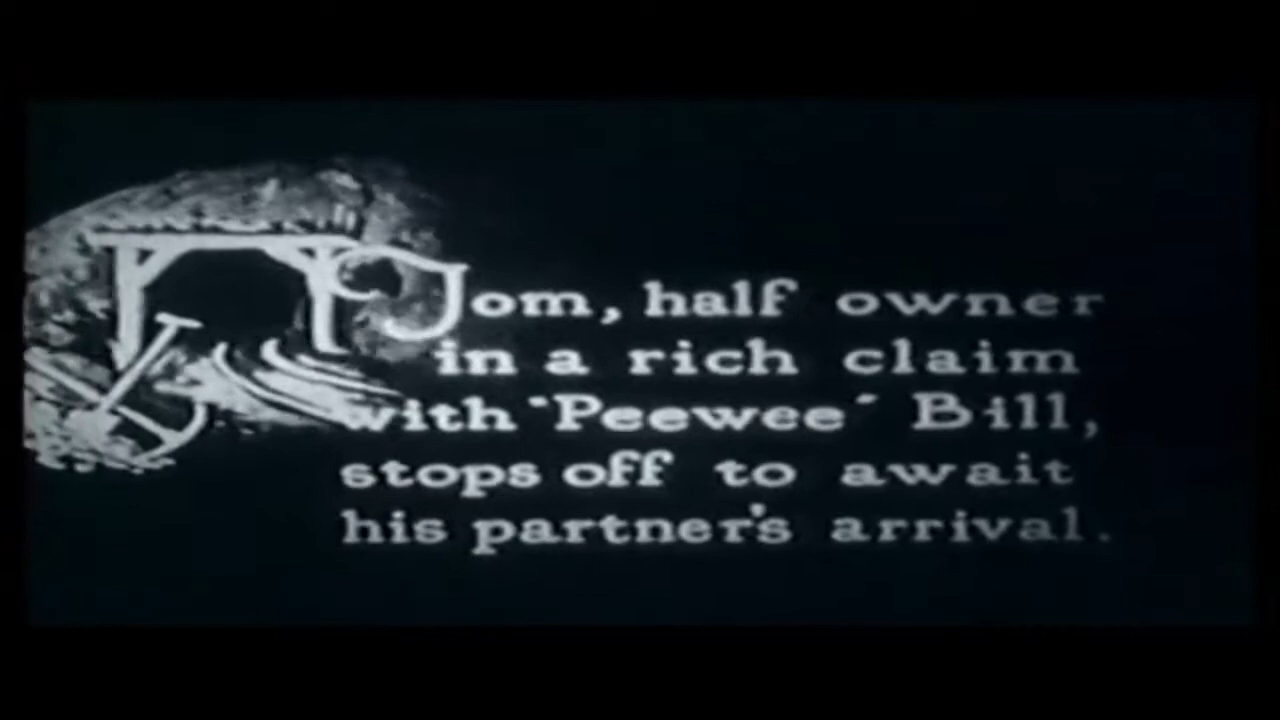 Tom, half owner
in a rich claim
with "Peewee" Bill,
stops off to await
his partner's arrival.